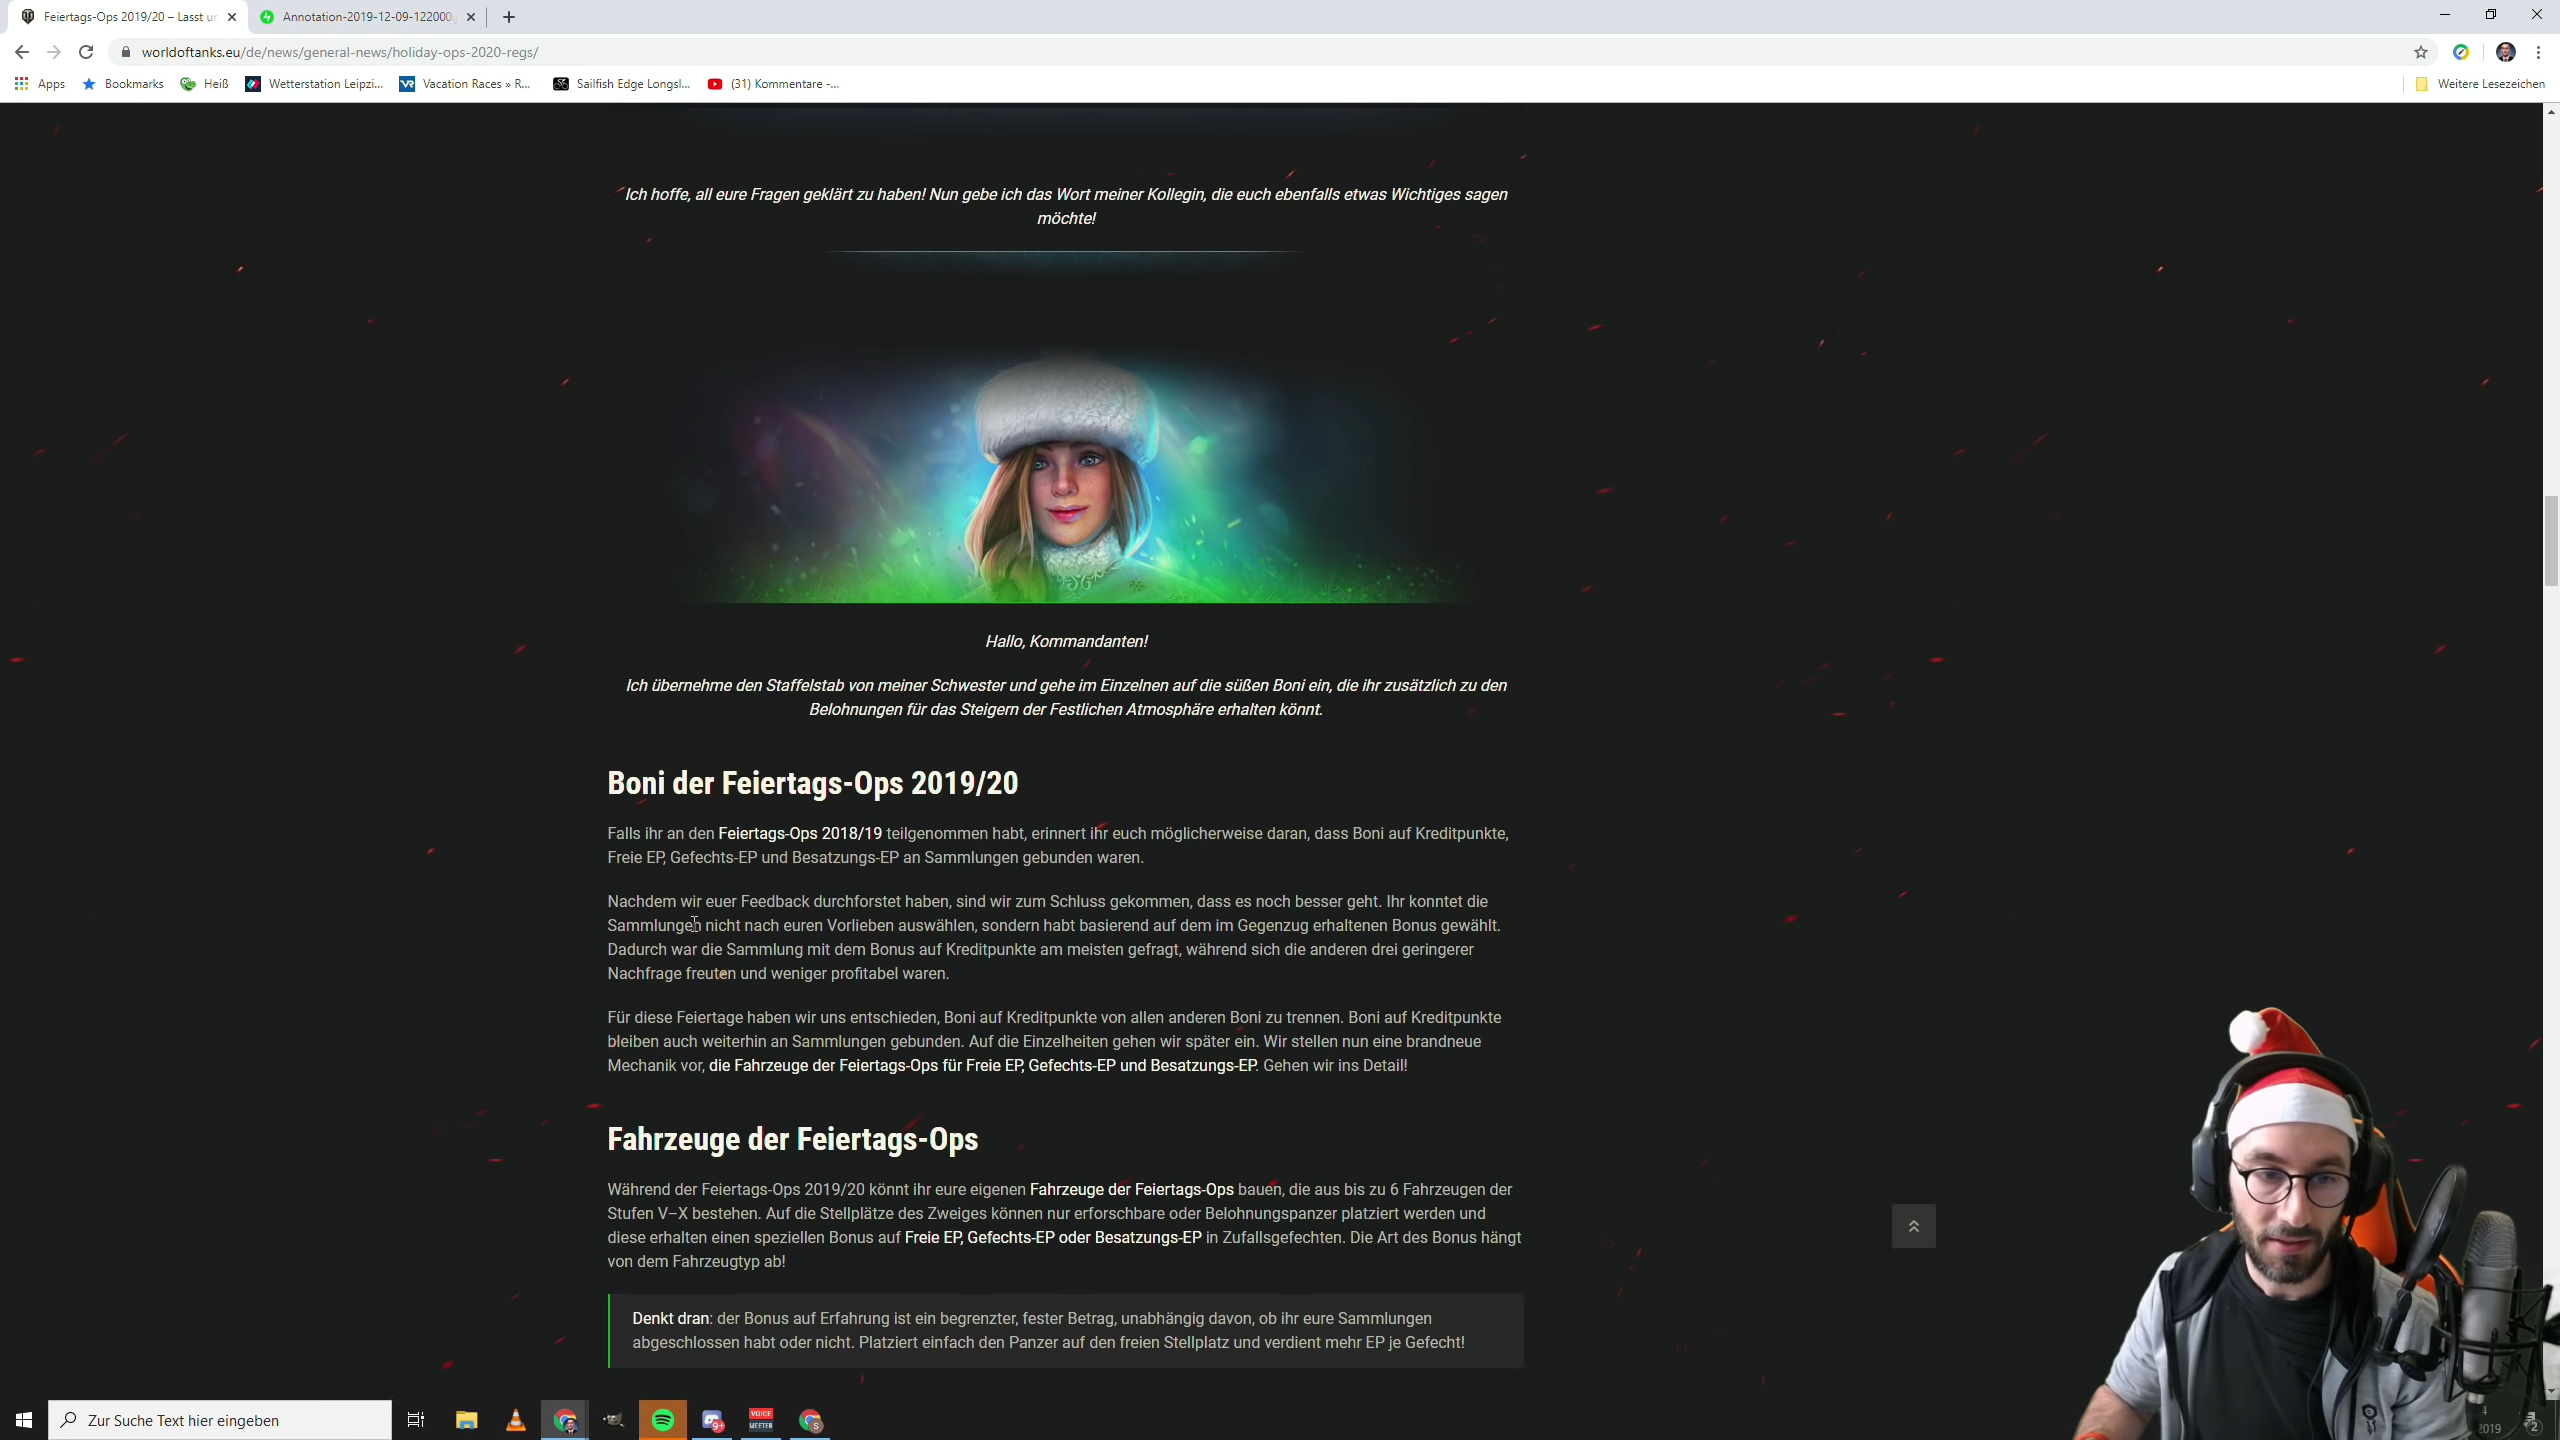 Feiertags-Ops 2019/20 – Lasst un
Annotation-2019-12-09-122000.
worldoftanks.eu/de/news/general-news/holiday-ops-2020-regs/
Apps
Bookmarks
Heiß
Wetterstation Leipzi...
Vacation Races » R...
Sailfish Edge Longsl...
(31) Kommentare -...
Weitere Lesezeichen
Ich hoffe, all eure Fragen geklärt zu haben! Nun gebe ich das Wort meiner Kollegin, die euch ebenfalls etwas Wichtiges sagen
möchte!
Hallo, Kommandanten!
Ich übernehme den Staffelstab von meiner Schwester und gehe im Einzelnen auf die süßen Boni ein, die ihr zusätzlich zu den
Belohnungen für das Steigern der Festlichen Atmosphäre erhalten könnt.
Boni der Feiertags-Ops 2019/20
Falls ihr an den Feiertags-Ops 2018/19 teilgenommen habt, erinnert ihr euch möglicherweise daran, dass Boni auf Kreditpunkte,
Freie EP, Gefechts-EP und Besatzungs-EP an Sammlungen gebunden waren.
Nachdem wir euer Feedback durchforstet haben, sind wir zum Schluss gekommen, dass es noch besser geht. Ihr konntet die
Sammlungen nicht nach euren Vorlieben auswählen, sondern habt basierend auf dem im Gegenzug erhaltenen Bonus gewählt.
Dadurch war die Sammlung mit dem Bonus auf Kreditpunkte am meisten gefragt, während sich die anderen drei geringerer
Nachfrage freuten und weniger profitabel waren.
Für diese Feiertage haben wir uns entschieden, Boni auf Kreditpunkte von allen anderen Boni zu trennen. Boni auf Kreditpunkte
bleiben auch weiterhin an Sammlungen gebunden. Auf die Einzelheiten gehen wir später ein. Wir stellen nun eine brandneue
Mechanik vor, die Fahrzeuge der Feiertags-Ops für Freie EP, Gefechts-EP und Besatzungs-EP. Gehen wir ins Detail!
Fahrzeuge der Feiertags-Ops
Während der Feiertags-Ops 2019/20 könnt ihr eure eigenen Fahrzeuge der Feiertags-Ops bauen, die aus bis zu 6 Fahrzeugen der
Stufen V–X bestehen. Auf die Stellplätze des Zweiges können nur erforschbare oder Belohnungspanzer platziert werden und
diese erhalten einen speziellen Bonus auf Freie EP, Gefechts-EP oder Besatzungs-EP in Zufallsgefechten. Die Art des Bonus hängt
von dem Fahrzeugtyp ab!
Denkt dran: der Bonus auf Erfahrung ist ein begrenzter, fester Betrag, unabhängig davon, ob ihr eure Sammlungen
abgeschlossen habt oder nicht. Platziert einfach den Panzer auf den freien Stellplatz und verdient mehr EP je Gefecht!
Zur Suche Text hier eingeben
9+
VOICE
MEETER
S
2019
2